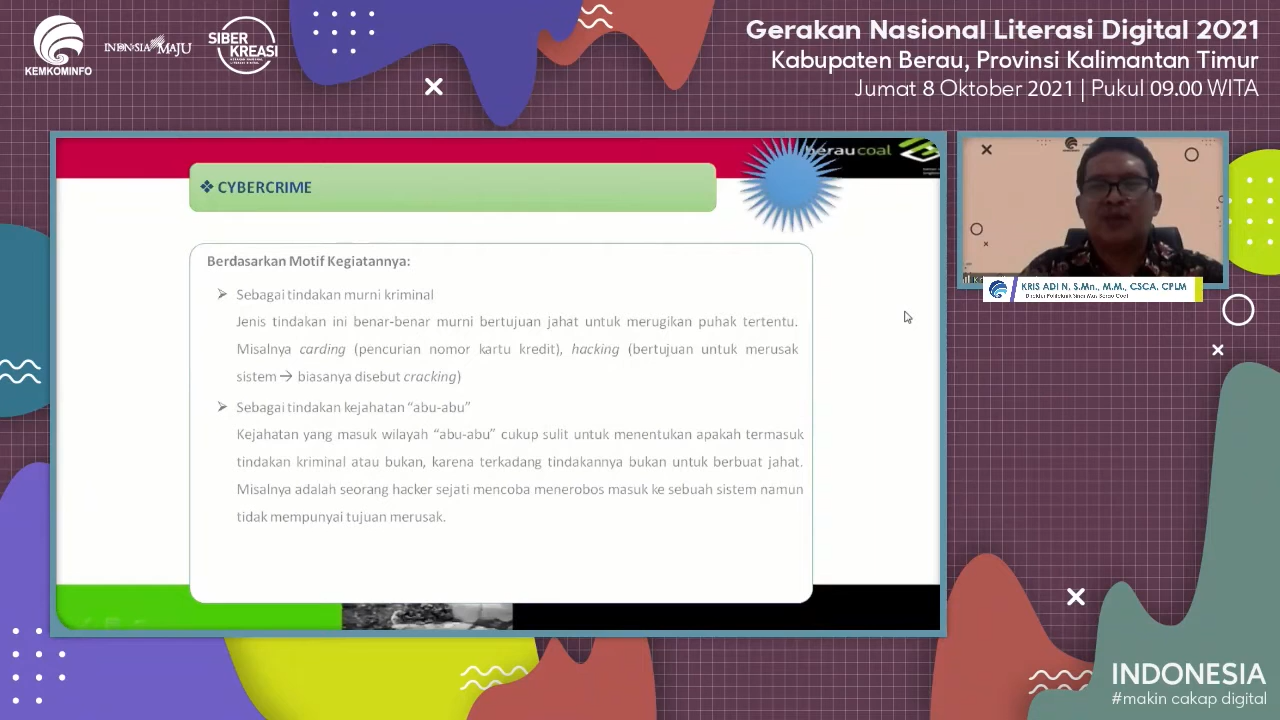 KEMKOMINFO
INDONESIA MAJU
SIBER
KREASI
Gerakan Nasional Literasi Digital 2021
Kabupaten Berau, Provinsi Kalimantan Timur
Jumat 8 Oktober 2021 | Pukul 09.00 WITA
beraucoal
❖ CYBERCRIME
Berdasarkan Motif Kegiatannya:
➢ Sebagai tindakan murni kriminal
Jenis tindakan ini benar-benar murni bertujuan jahat untuk merugikan puhak tertentu.
Misalnya carding (pencurian nomor kartu kredit), hacking (bertujuan untuk merusak
sistem → biasanya disebut cracking)
➢ Sebagai tindakan kejahatan “abu-abu”
Kejahatan yang masuk wilayah “abu-abu” cukup sulit untuk menentukan apakah termasuk
tindakan kriminal atau bukan, karena terkadang tindakannya bukan untuk berbuat jahat.
Misalnya adalah seorang hacker sejati mencoba menerobos masuk ke sebuah sistem namun
tidak mempunyai tujuan merusak.
KRIS ADI N, S.Mn., M.M., CSCA, CPLM
Direktur Politeknik Sinar Mas Berau Coal
INDONESIA
#makin cakap digital